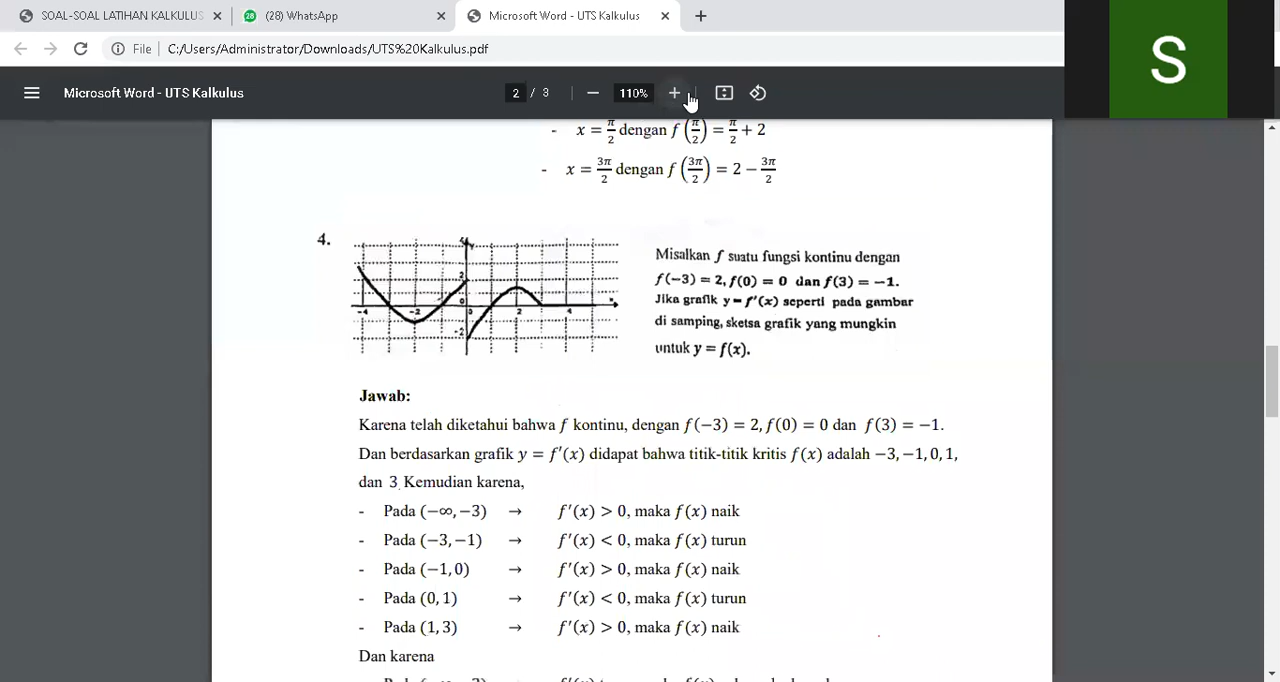 SOAL-SOAL LATIHAN KALKULUS
(28) WhatsApp
Microsoft Word - UTS Kalkulus
File
C:/Users/Administrator/Downloads/UTS%20Kalkulus.pdf
S
Microsoft Word - UTS Kalkulus
2 / 3
110%
- x = π/2 dengan f (π/2) = π/2 + 2
- x = 3π/2 dengan f (3π/2) = 2 − 3π/2
4.
Misalkan f suatu fungsi kontinu dengan
f(−3) = 2, f(0) = 0 dan f(3) = −1.
Jika grafik y = f'(x) seperti pada gambar
di samping, sketsa grafik yang mungkin
untuk y = f(x).
Jawab:
Karena telah diketahui bahwa f kontinu, dengan f(−3) = 2, f(0) = 0 dan f(3) = −1.
Dan berdasarkan grafik y = f'(x) didapat bahwa titik-titik kritis f(x) adalah −3, −1, 0, 1,
dan 3. Kemudian karena,
- Pada (−∞, −3) → f'(x) > 0, maka f(x) naik
- Pada (−3, −1) → f'(x) < 0, maka f(x) turun
- Pada (−1, 0) → f'(x) > 0, maka f(x) naik
- Pada (0, 1) → f'(x) < 0, maka f(x) turun
- Pada (1, 3) → f'(x) > 0, maka f(x) naik
Dan karena